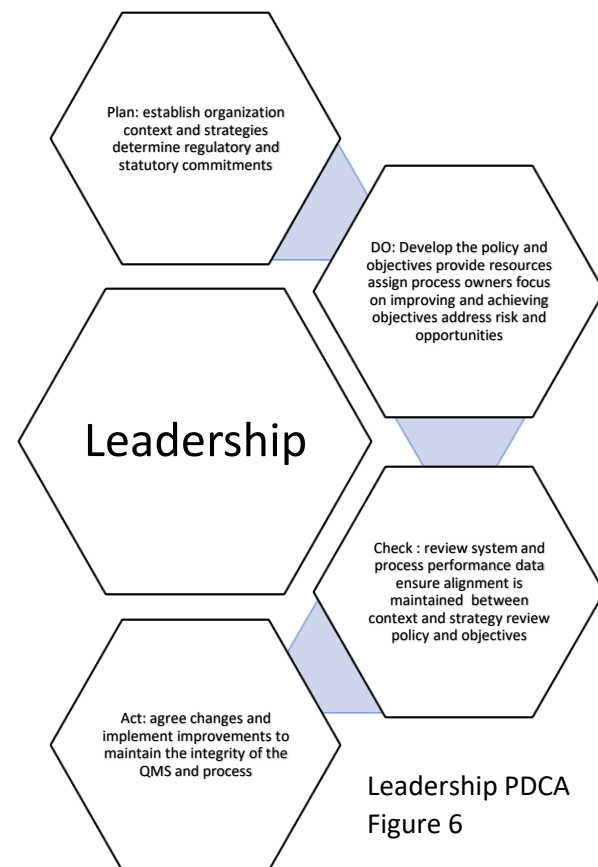 Plan: establish organization
context and strategies
determine regulatory and
statutory commitments
DO: Develop the policy and
objectives provide resources
assign process owners focus
on improving and achieving
objectives address risk and
opportunities
Leadership
Check : review system and
process performance data
ensure alignment is
maintained between
context and strategy review
policy and objectives
Act: agree changes and
implement improvements to
maintain the integrity of the
QMS and process
Leadership PDCA
Figure 6